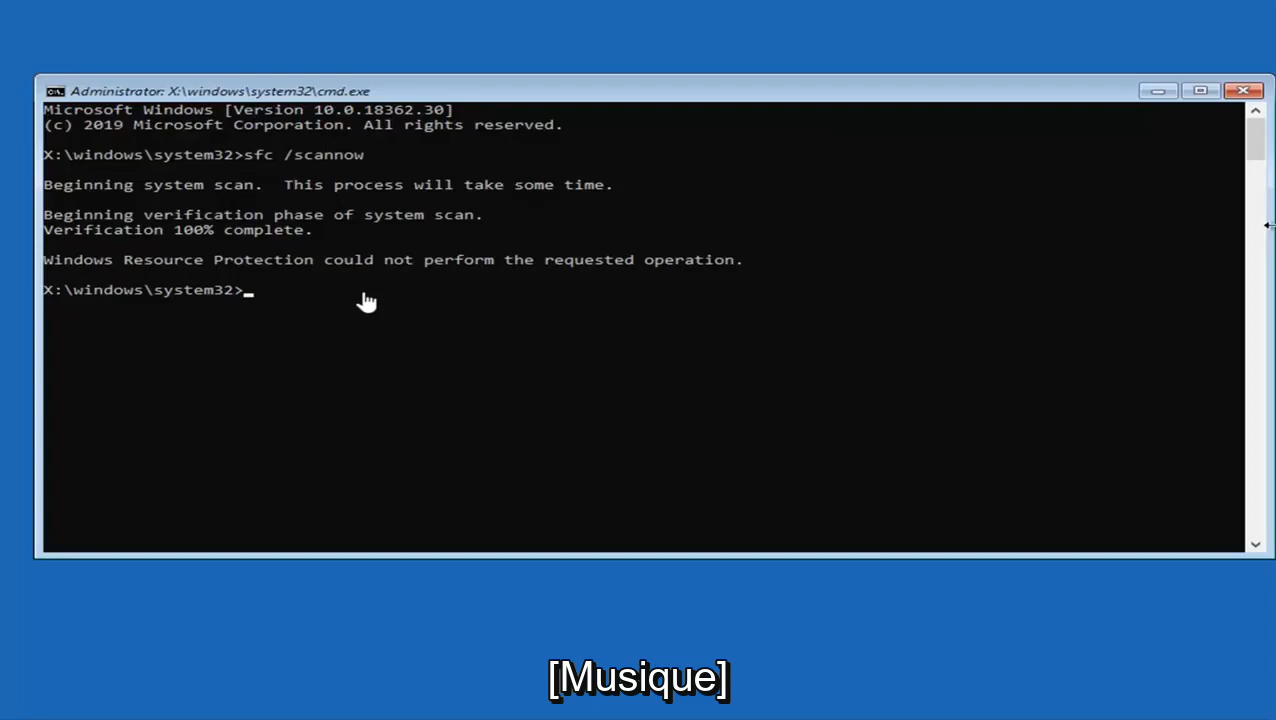 Administrator: X:\windows\system32\cmd.exe
Microsoft Windows [Version 10.0.18362.30]
(c) 2019 Microsoft Corporation. All rights reserved.
X:\windows\system32>sfc /scannow
Beginning system scan.  This process will take some time.
Beginning verification phase of system scan.
Verification 100% complete.
Windows Resource Protection could not perform the requested operation.
X:\windows\system32>
[Musique]